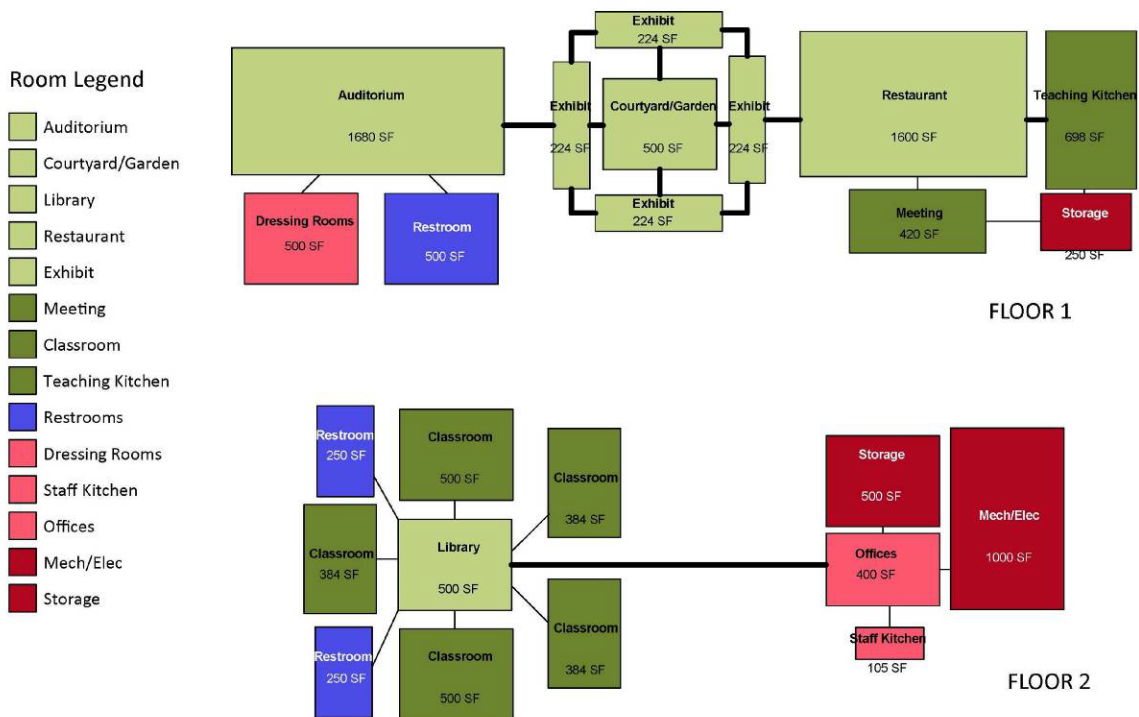 Room Legend
Auditorium
Courtyard/Garden
Library
Restaurant
Exhibit
Meeting
Classroom
Teaching Kitchen
Restrooms
Dressing Rooms
Staff Kitchen
Offices
Mech/Elec
Storage
Auditorium
1680 SF
Dressing Rooms
500 SF
Restroom
500 SF
Exhibit
224 SF
Exhibit
224 SF
Courtyard/Garden
500 SF
Exhibit
224 SF
Exhibit
224 SF
Restaurant
1600 SF
Teaching Kitchen
698 SF
Meeting
420 SF
Storage
250 SF
FLOOR 1
Restroom
250 SF
Classroom
500 SF
Classroom
384 SF
Classroom
384 SF
Library
500 SF
Classroom
384 SF
Restroom
250 SF
Classroom
500 SF
Storage
500 SF
Mech/Elec
1000 SF
Offices
400 SF
Staff Kitchen
105 SF
FLOOR 2